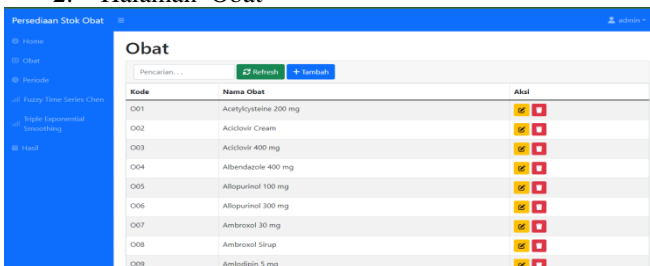 2. Halaman Obat
Persediaan Stok Obat
admin
Home
Obat
Periode
Fuzzy Time Series Chen
Triple Exponential
Smoothing
Hasil
Obat
Pencarian. . .
Refresh
+ Tambah
Kode Nama Obat Aksi
O01 Acetylcysteine 200 mg
O02 Aciclovir Cream
O03 Aciclovir 400 mg
O04 Albendazole 400 mg
O05 Allopurinol 100 mg
O06 Allopurinol 300 mg
O07 Ambroxol 30 mg
O08 Ambroxol Sirup
O09 Amlodipin 5 mg